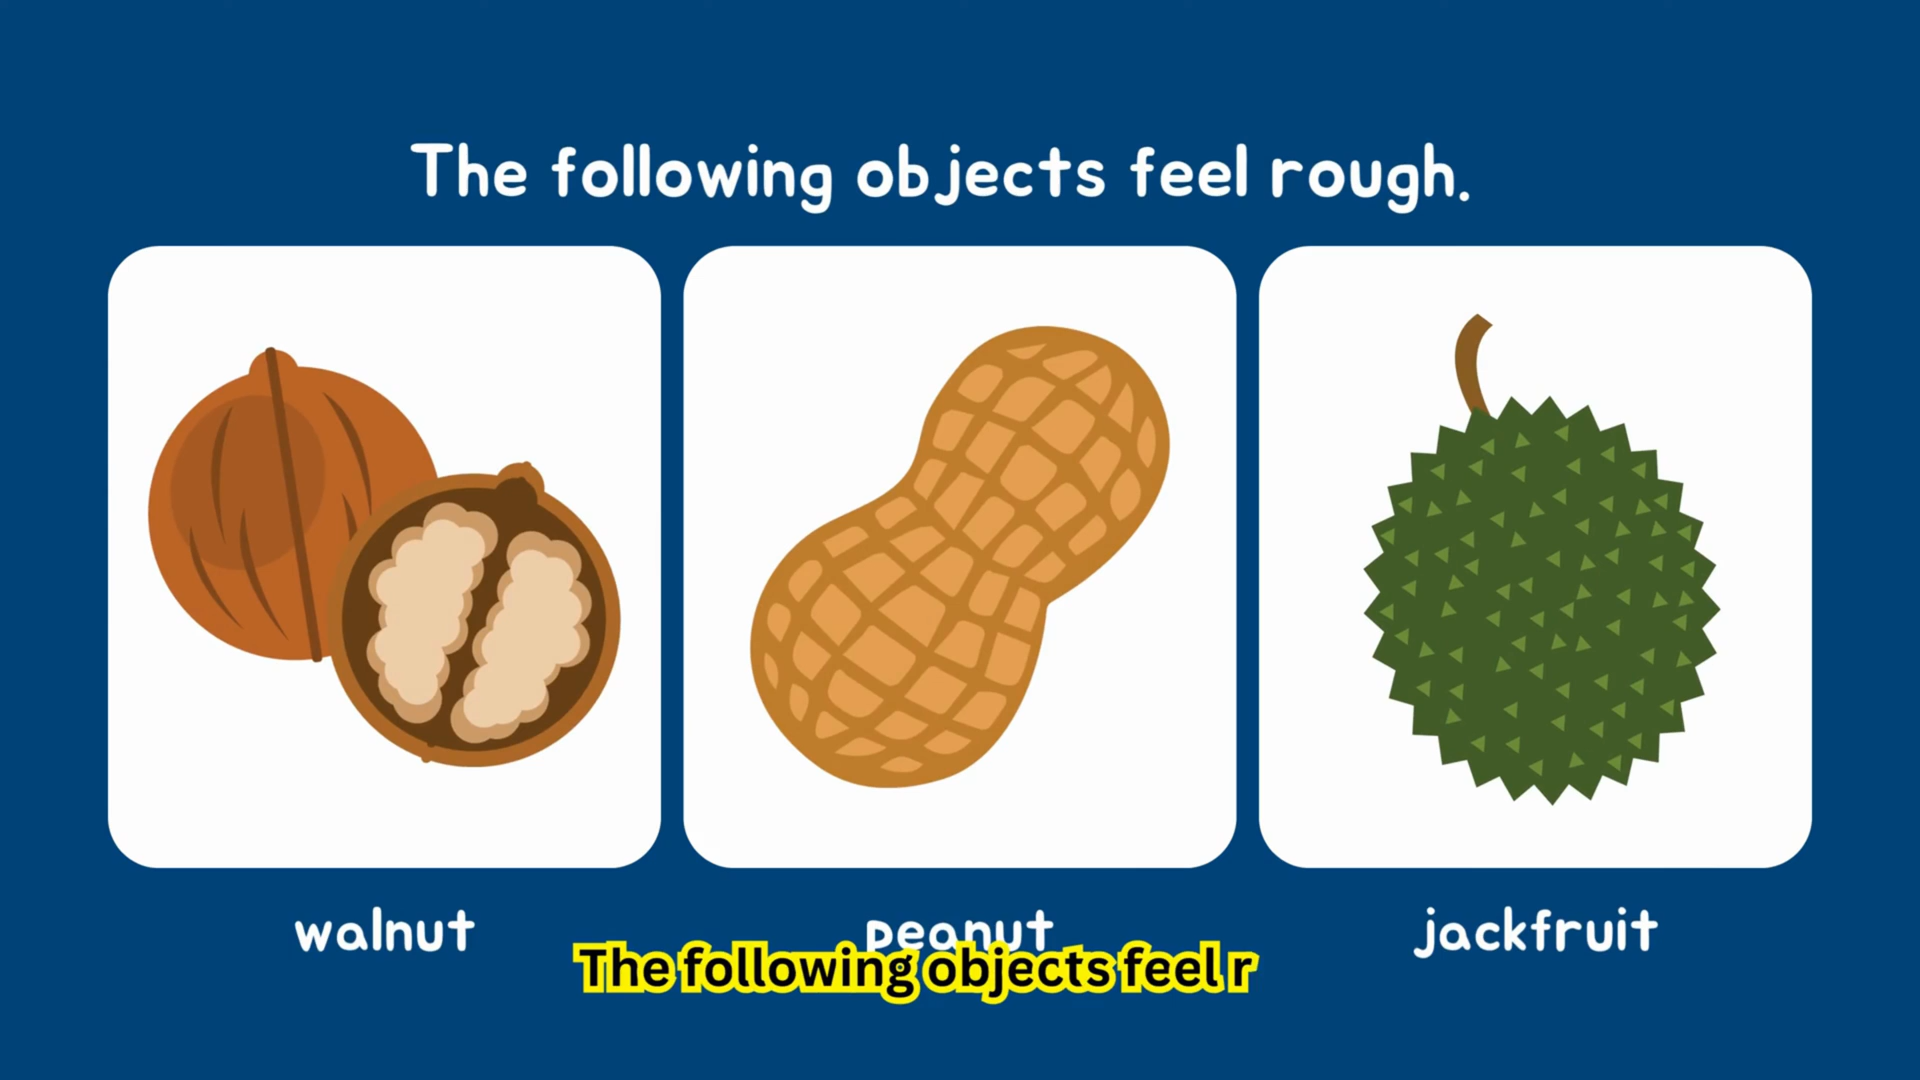 The following objects feel rough.
walnut peanut jackfruit
The following objects feel r